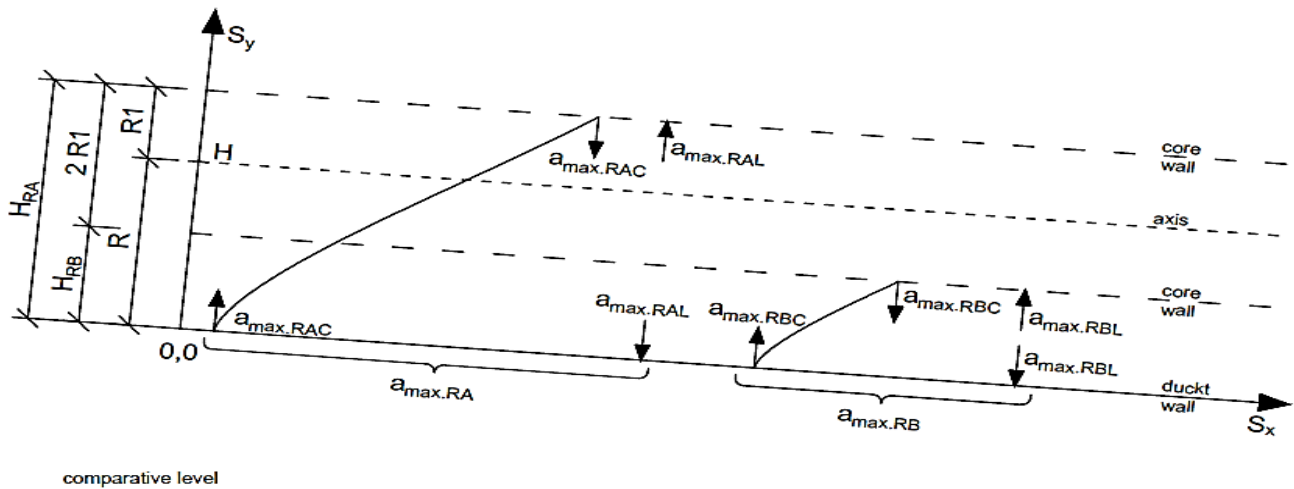 Sy
R1
2 R1
H
HRA
R
HRB
amax.RAC
amax.RAL
core
wall
axis
core
wall
amax.RAC
amax.RAL
amax.RBC
amax.RBC
amax.RBL
amax.RBL
0,0
amax.RA
amax.RB
duckt
wall
Sx
comparative level